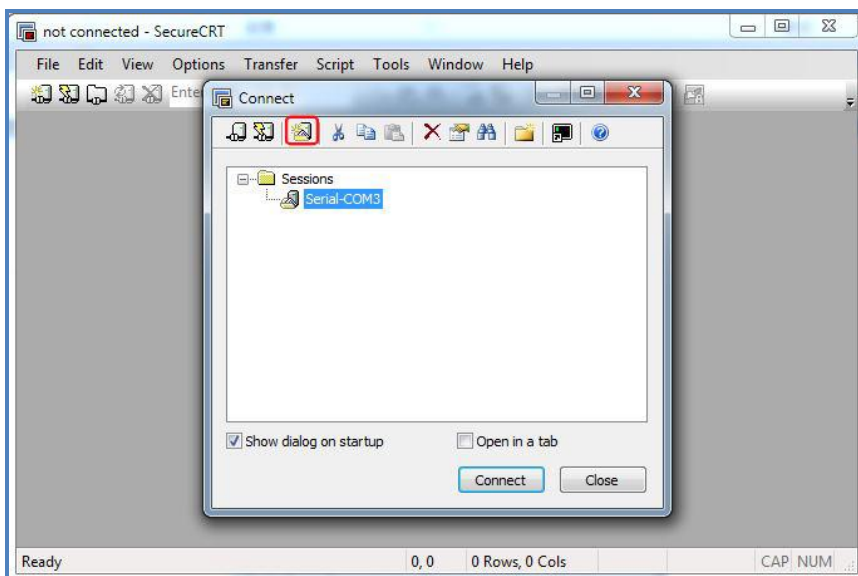 not connected - SecureCRT
File Edit View Options Transfer Script Tools Window Help
Connect
Sessions
Serial-COM3
Show dialog on startup Open in a tab
Connect Close
Ready 0, 0 0 Rows, 0 Cols CAP NUM